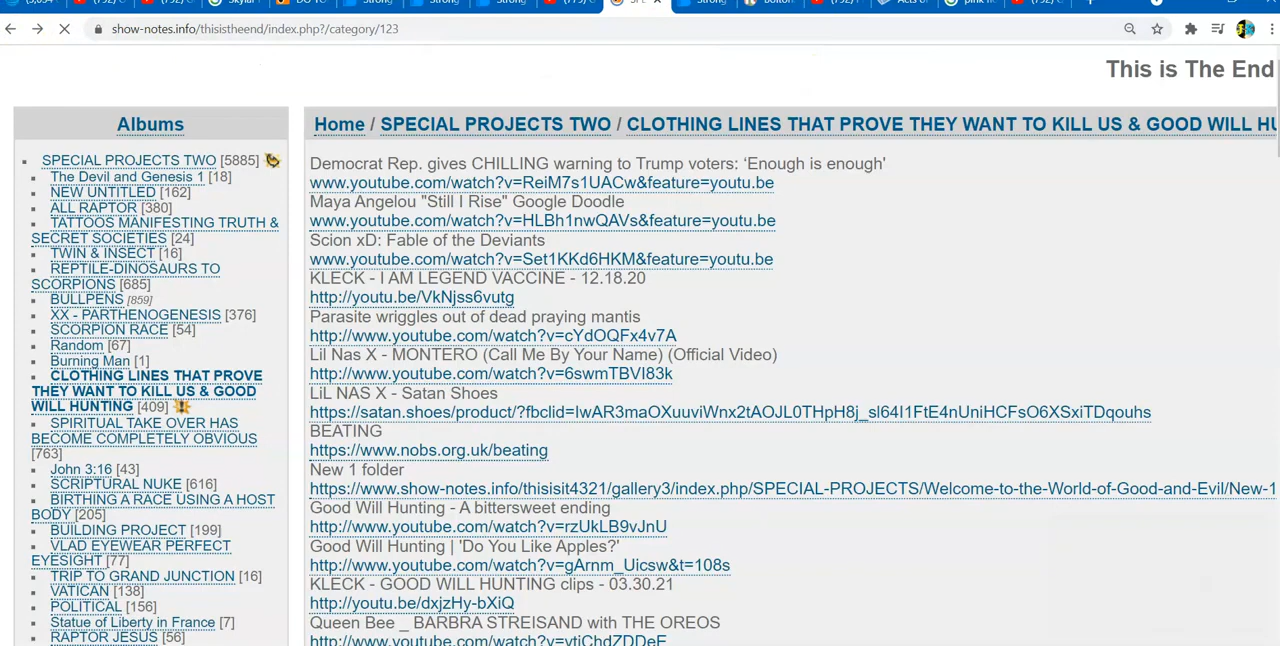 show-notes.info/thisistheend/index.php?/category/123
This is The End
Albums
SPECIAL PROJECTS TWO [5885]
The Devil and Genesis 1 [18]
NEW UNTITLED [162]
ALL RAPTOR [380]
TATTOOS MANIFESTING TRUTH &
SECRET SOCIETIES [24]
TWIN & INSECT [16]
REPTILE-DINOSAURS TO
SCORPIONS [685]
BULLPENS [859]
XX - PARTHENOGENESIS [376]
SCORPION RACE [54]
Random [67]
Burning Man [1]
CLOTHING LINES THAT PROVE
THEY WANT TO KILL US & GOOD
WILL HUNTING [409]
SPIRITUAL TAKE OVER HAS
BECOME COMPLETELY OBVIOUS
[763]
John 3:16 [43]
SCRIPTURAL NUKE [616]
BIRTHING A RACE USING A HOST
BODY [205]
BUILDING PROJECT [199]
VLAD EYEWEAR PERFECT
EYESIGHT [77]
TRIP TO GRAND JUNCTION [16]
VATICAN [138]
POLITICAL [156]
Statue of Liberty in France [7]
RAPTOR JESUS [56]
Home / SPECIAL PROJECTS TWO / CLOTHING LINES THAT PROVE THEY WANT TO KILL US & GOOD WILL HU
Democrat Rep. gives CHILLING warning to Trump voters: ‘Enough is enough'
www.youtube.com/watch?v=ReiM7s1UACw&feature=youtu.be
Maya Angelou "Still I Rise" Google Doodle
www.youtube.com/watch?v=HLBh1nwQAVs&feature=youtu.be
Scion xD: Fable of the Deviants
www.youtube.com/watch?v=Set1KKd6HKM&feature=youtu.be
KLECK - I AM LEGEND VACCINE - 12.18.20
http://youtu.be/VkNjss6vutg
Parasite wriggles out of dead praying mantis
http://www.youtube.com/watch?v=cYdOQFx4v7A
Lil Nas X - MONTERO (Call Me By Your Name) (Official Video)
http://www.youtube.com/watch?v=6swmTBVI83k
LiL NAS X - Satan Shoes
https://satan.shoes/product/?fbclid=IwAR3maOXuuviWnx2tAOJL0THpH8j_sl64I1FtE4nUniHCFsO6XSxiTDqouhs
BEATING
https://www.nobs.org.uk/beating
New 1 folder
https://www.show-notes.info/thisisit4321/gallery3/index.php/SPECIAL-PROJECTS/Welcome-to-the-World-of-Good-and-Evil/New-1
Good Will Hunting - A bittersweet ending
http://www.youtube.com/watch?v=rzUkLB9vJnU
Good Will Hunting | 'Do You Like Apples?'
http://www.youtube.com/watch?v=gArnm_Uicsw&t=108s
KLECK - GOOD WILL HUNTING clips - 03.30.21
http://youtu.be/dxjzHy-bXiQ
Queen Bee _ BARBRA STREISAND with THE OREOS